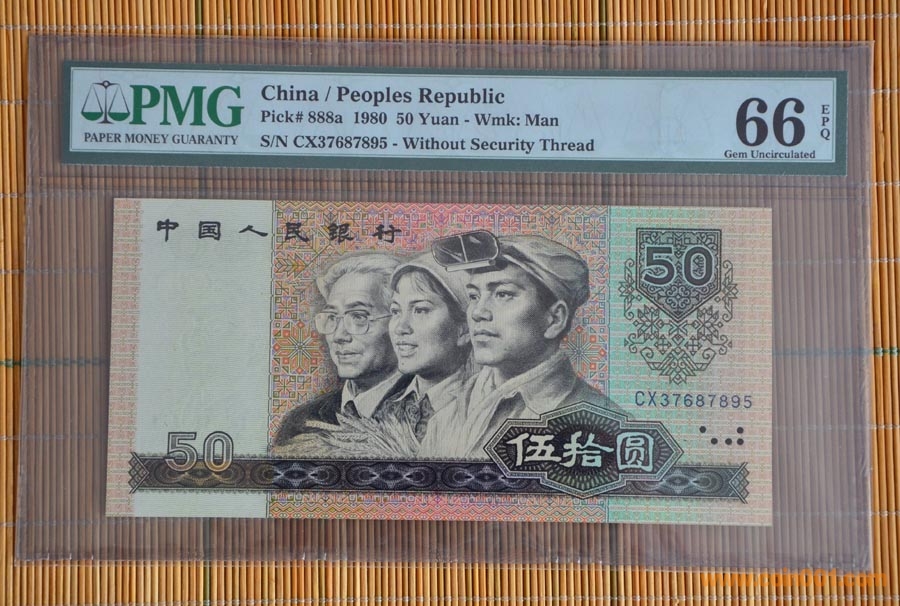 PMG
PAPER MONEY GUARANTY
China / Peoples Republic
Pick# 888a 1980 50 Yuan - Wmk: Man
S/N CX37687895 - Without Security Thread
66
EPQ
Gem Uncirculated
中国人民银行
50
CX37687895
50
伍拾圆